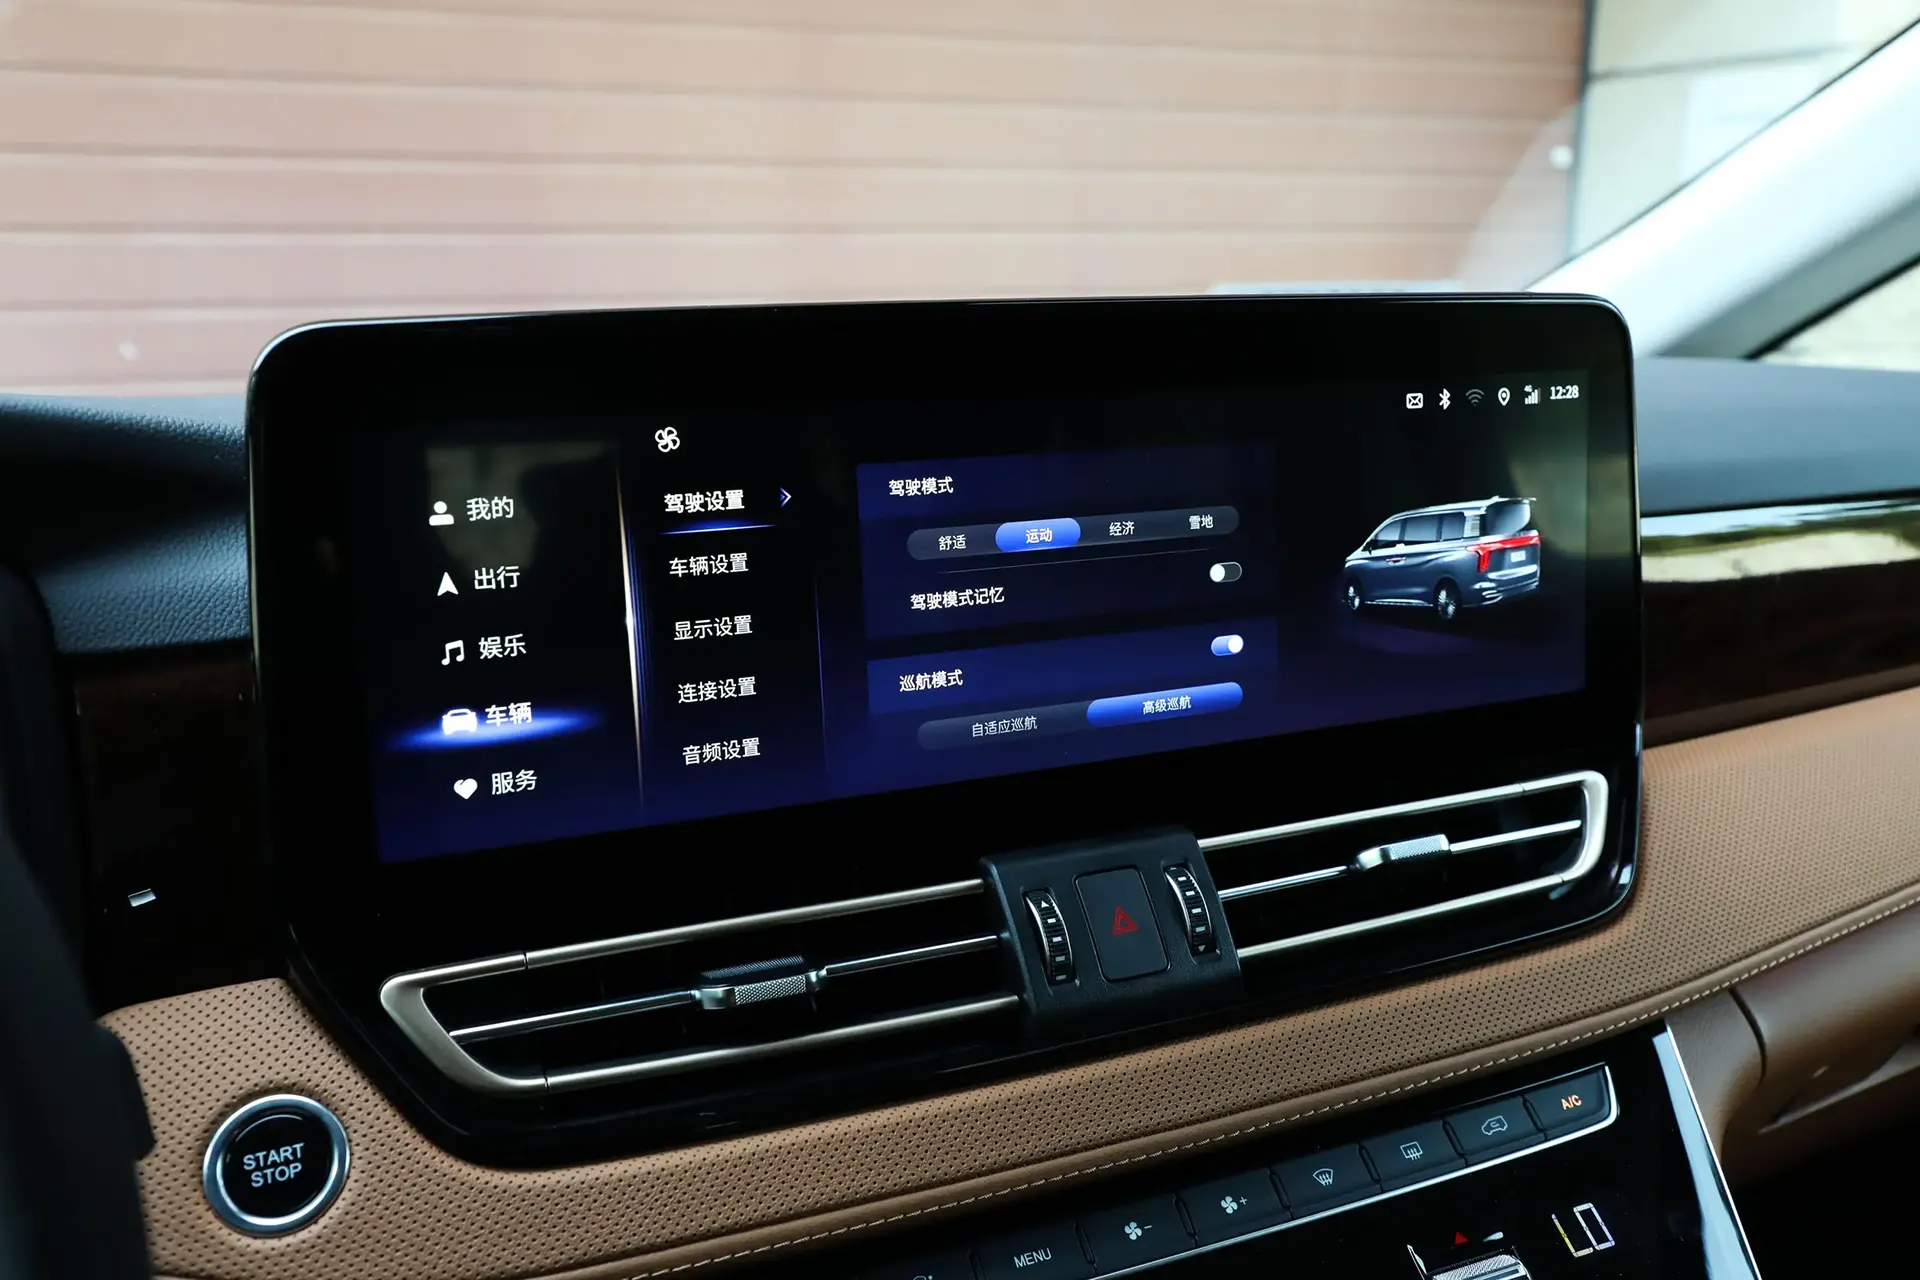 4G 12:28
我的
出行
娱乐
车辆
服务
驾驶设置
车辆设置
显示设置
连接设置
音频设置
驾驶模式
舒适 运动 经济 雪地
驾驶模式记忆
巡航模式
自适应巡航 高级巡航
START
STOP
MENU
A/C
LO